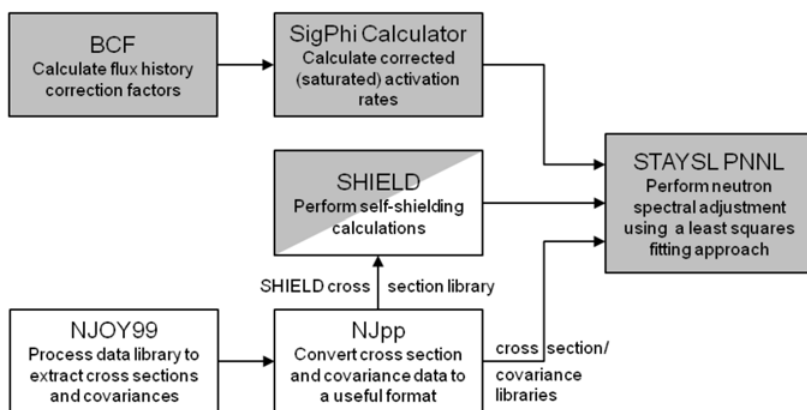 BCF
Calculate flux history
correction factors
SigPhi Calculator
Calculate corrected
(saturated) activation
rates
STAYSL PNNL
Perform neutron
spectral adjustment
using a least squares
fitting approach
SHIELD
Perform self-shielding
calculations
SHIELD cross section library
NJOY99
Process data library to
extract cross sections
and covariances
NJpp
Convert cross section
and covariance data to
a useful format
cross section/
covariance
libraries